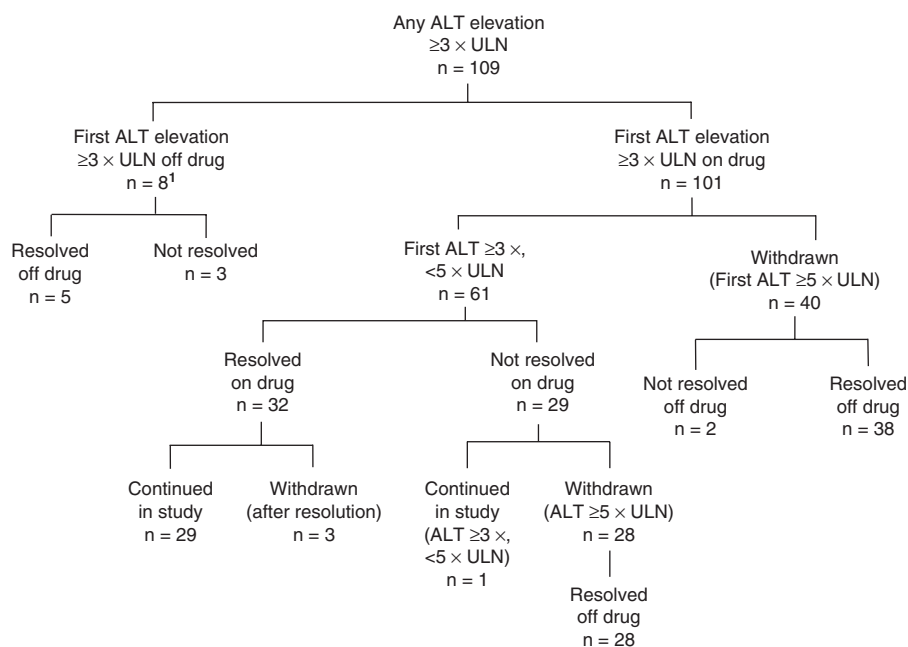 Any ALT elevation
≥3 × ULN
n = 109
First ALT elevation
≥3 × ULN off drug
n = 8¹
First ALT elevation
≥3 × ULN on drug
n = 101
Resolved
off drug
n = 5
Not resolved
n = 3
First ALT ≥3 ×,
<5 × ULN
n = 61
Withdrawn
(First ALT ≥5 × ULN)
n = 40
Resolved
on drug
n = 32
Not resolved
on drug
n = 29
Not resolved
off drug
n = 2
Resolved
off drug
n = 38
Continued
in study
n = 29
Withdrawn
(after resolution)
n = 3
Continued
in study
(ALT ≥3 ×,
<5 × ULN)
n = 1
Withdrawn
(ALT ≥5 × ULN)
n = 28
Resolved
off drug
n = 28